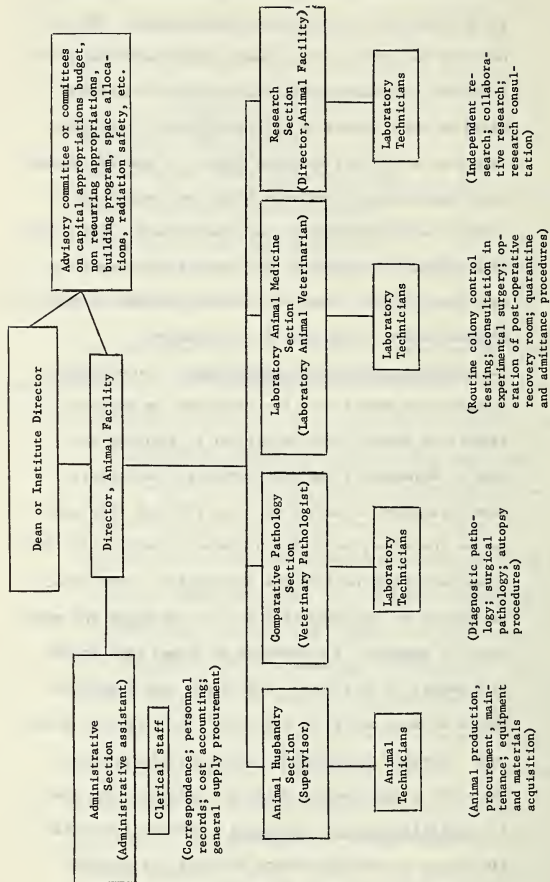 Dean or Institute Director
Director, Animal Facility
Advisory committee or committees
on capital appropriations budget,
non recurring appropriations,
building program, space alloca-
tions, radiation safety, etc.
Administrative
Section
(Administrative assistant)
Clerical staff
(Correspondence; personnel
records; cost accounting;
general supply procurement)
Animal Husbandry
Section
(Supervisor)
Animal
Technicians
(Animal production,
procurement, main-
tenance; equipment
and materials
acquisition)
Comparative Pathology
Section
(Veterinary Pathologist)
Laboratory
Technicians
(Diagnostic patho-
logy; surgical
pathology; autopsy
procedures)
Laboratory Animal Medicine
Section
(Laboratory Animal Veterinarian)
Laboratory
Technicians
(Routine colony control
testing; consultation in
experimental surgery; op-
eration of post-operative
recovery room; quarantine
and admittance procedures)
Research
Section
(Director, Animal Facility)
Laboratory
Technicians
(Independent re-
search; collabora-
tive research;
research consul-
tation)